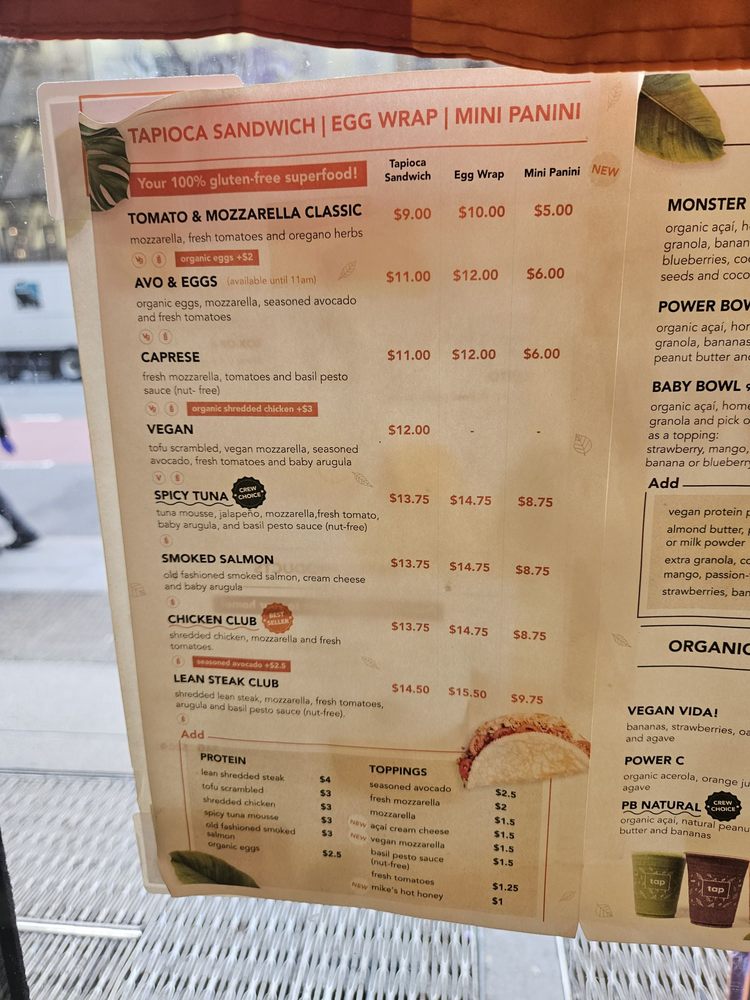 TAPIOCA SANDWICH | EGG WRAP | MINI PANINI
Your 100% gluten-free superfood!
Tapioca Sandwich
Egg Wrap
Mini Panini
NEW
TOMATO & MOZZARELLA CLASSIC $9.00 $10.00 $5.00
mozzarella, fresh tomatoes and oregano herbs
organic eggs +$2
AVO & EGGS (available until 11am) $11.00 $12.00 $6.00
organic eggs, mozzarella, seasoned avocado
and fresh tomatoes
CAPRESE $11.00 $12.00 $6.00
fresh mozzarella, tomatoes and basil pesto
sauce (nut- free)
organic shredded chicken +$3
VEGAN $12.00 - -
tofu scrambled, vegan mozzarella, seasoned
avocado, fresh tomatoes and baby arugula
SPICY TUNA CREW CHOICE $13.75 $14.75 $8.75
tuna mousse, jalapeño, mozzarella,fresh tomato,
baby arugula, and basil pesto sauce (nut-free)
SMOKED SALMON $13.75 $14.75 $8.75
old fashioned smoked salmon, cream cheese
and baby arugula
CHICKEN CLUB BEST SELLER $13.75 $14.75 $8.75
shredded chicken, mozzarella and fresh
tomatoes.
seasoned avocado +$2.5
LEAN STEAK CLUB $14.50 $15.50 $9.75
shredded lean steak, mozzarella, fresh tomatoes,
arugula and basil pesto sauce (nut-free).
Add
PROTEIN
lean shredded steak $4
tofu scrambled $3
shredded chicken $3
spicy tuna mousse $3
old fashioned smoked $3
salmon
organic eggs $2.5
TOPPINGS
seasoned avocado $2.5
fresh mozzarella $2
mozzarella $1.5
NEW açaí cream cheese $1.5
NEW vegan mozzarella $1.5
basil pesto sauce $1.5
(nut-free)
fresh tomatoes $1.25
NEW mike's hot honey $1
MONSTER
organic açaí, h
granola, banan
blueberries, co
seeds and coco
POWER BOW
organic açaí, hor
granola, bananas
peanut butter and
BABY BOWL
organic açaí, home
granola and pick o
as a topping:
strawberry, mango,
banana or blueberry
Add
vegan protein p
almond butter, p
or milk powder
extra granola, co
mango, passion-
strawberries, ban
ORGANIC
VEGAN VIDA!
bananas, strawberries, oa
and agave
POWER C
organic acerola, orange ju
agave
PB NATURAL CREW CHOICE
organic açaí, natural peanu
butter and bananas
tap
tap